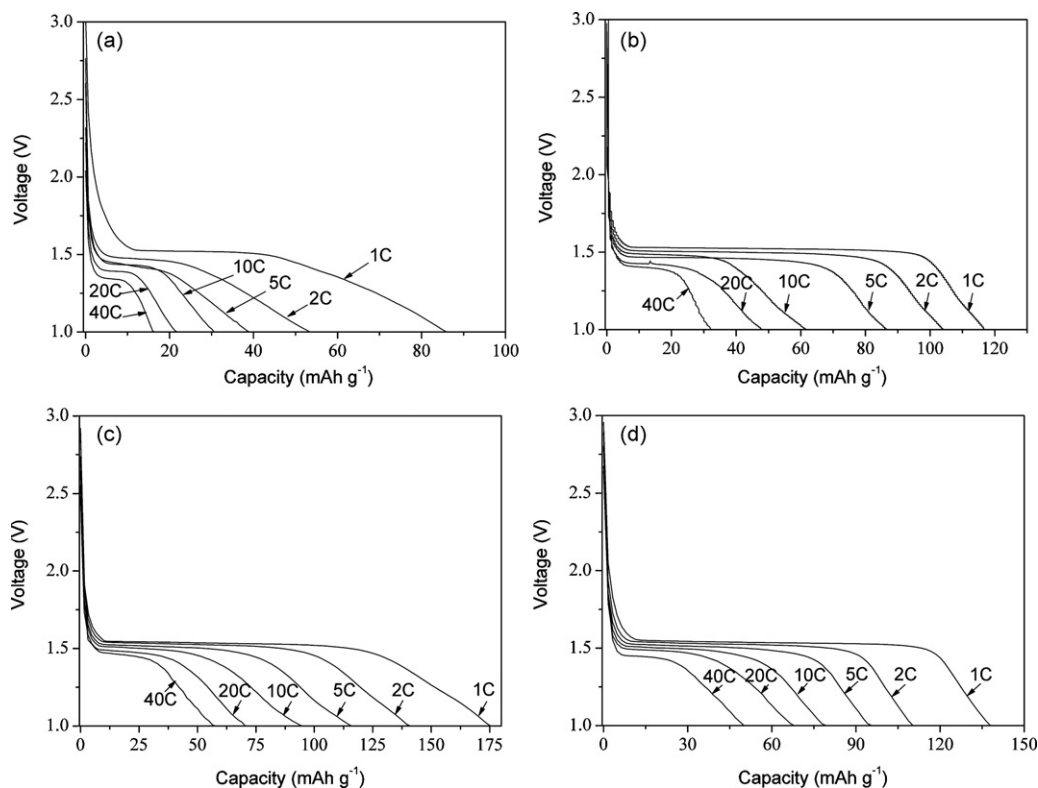 (a)
Voltage (V)
3.0
2.5
2.0
1.5
1.0
1C
10C
5C
2C
20C
40C
0 20 40 60 80 100
Capacity (mAh g⁻¹)
(b)
Voltage (V)
3.0
2.5
2.0
1.5
1.0
40C
20C
10C
5C
2C
1C
0 20 40 60 80 100 120
Capacity (mAh g⁻¹)
(c)
Voltage (V)
3.0
2.5
2.0
1.5
1.0
40C
20C
10C
5C
2C
1C
0 25 50 75 100 125 150 175
Capacity (mAh g⁻¹)
(d)
Voltage (V)
3.0
2.5
2.0
1.5
1.0
40C
20C
10C
5C
2C
1C
0 30 60 90 120 150
Capacity (mAh g⁻¹)